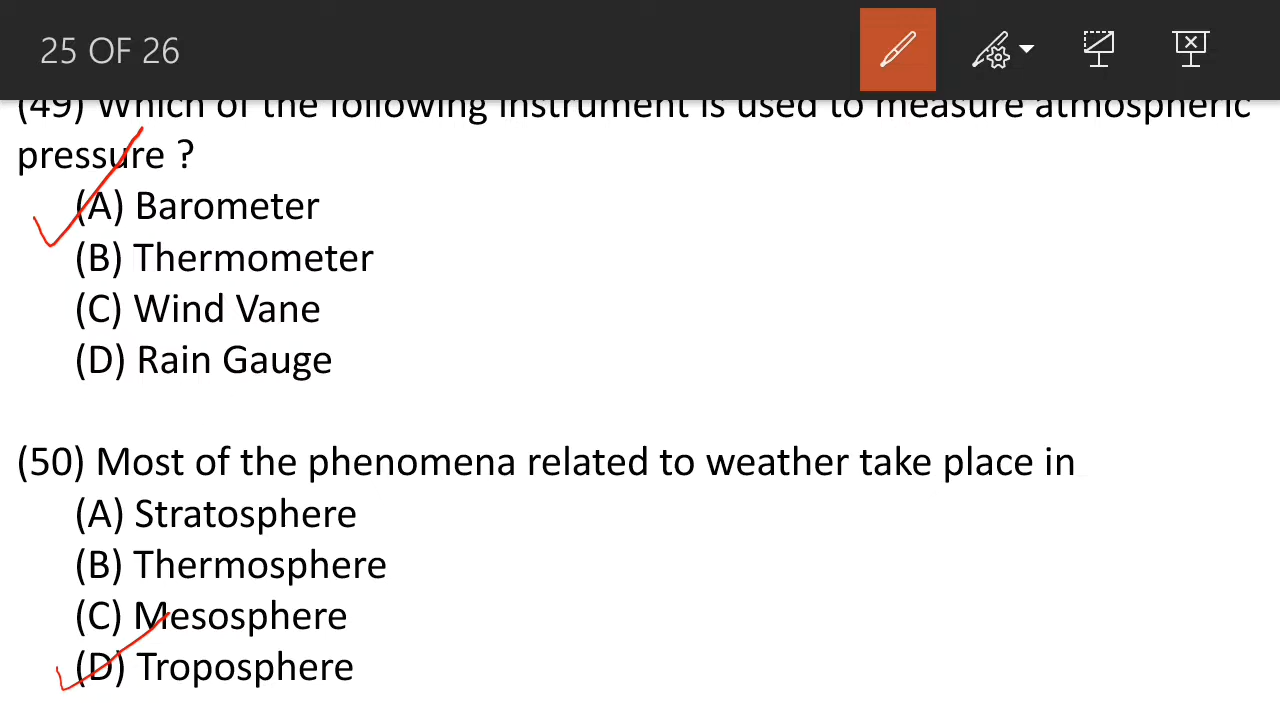 25 OF 26
(49) Which of the following instrument is used to measure atmospheric
pressure ?
(A) Barometer
(B) Thermometer
(C) Wind Vane
(D) Rain Gauge
(50) Most of the phenomena related to weather take place in
(A) Stratosphere
(B) Thermosphere
(C) Mesosphere
(D) Troposphere